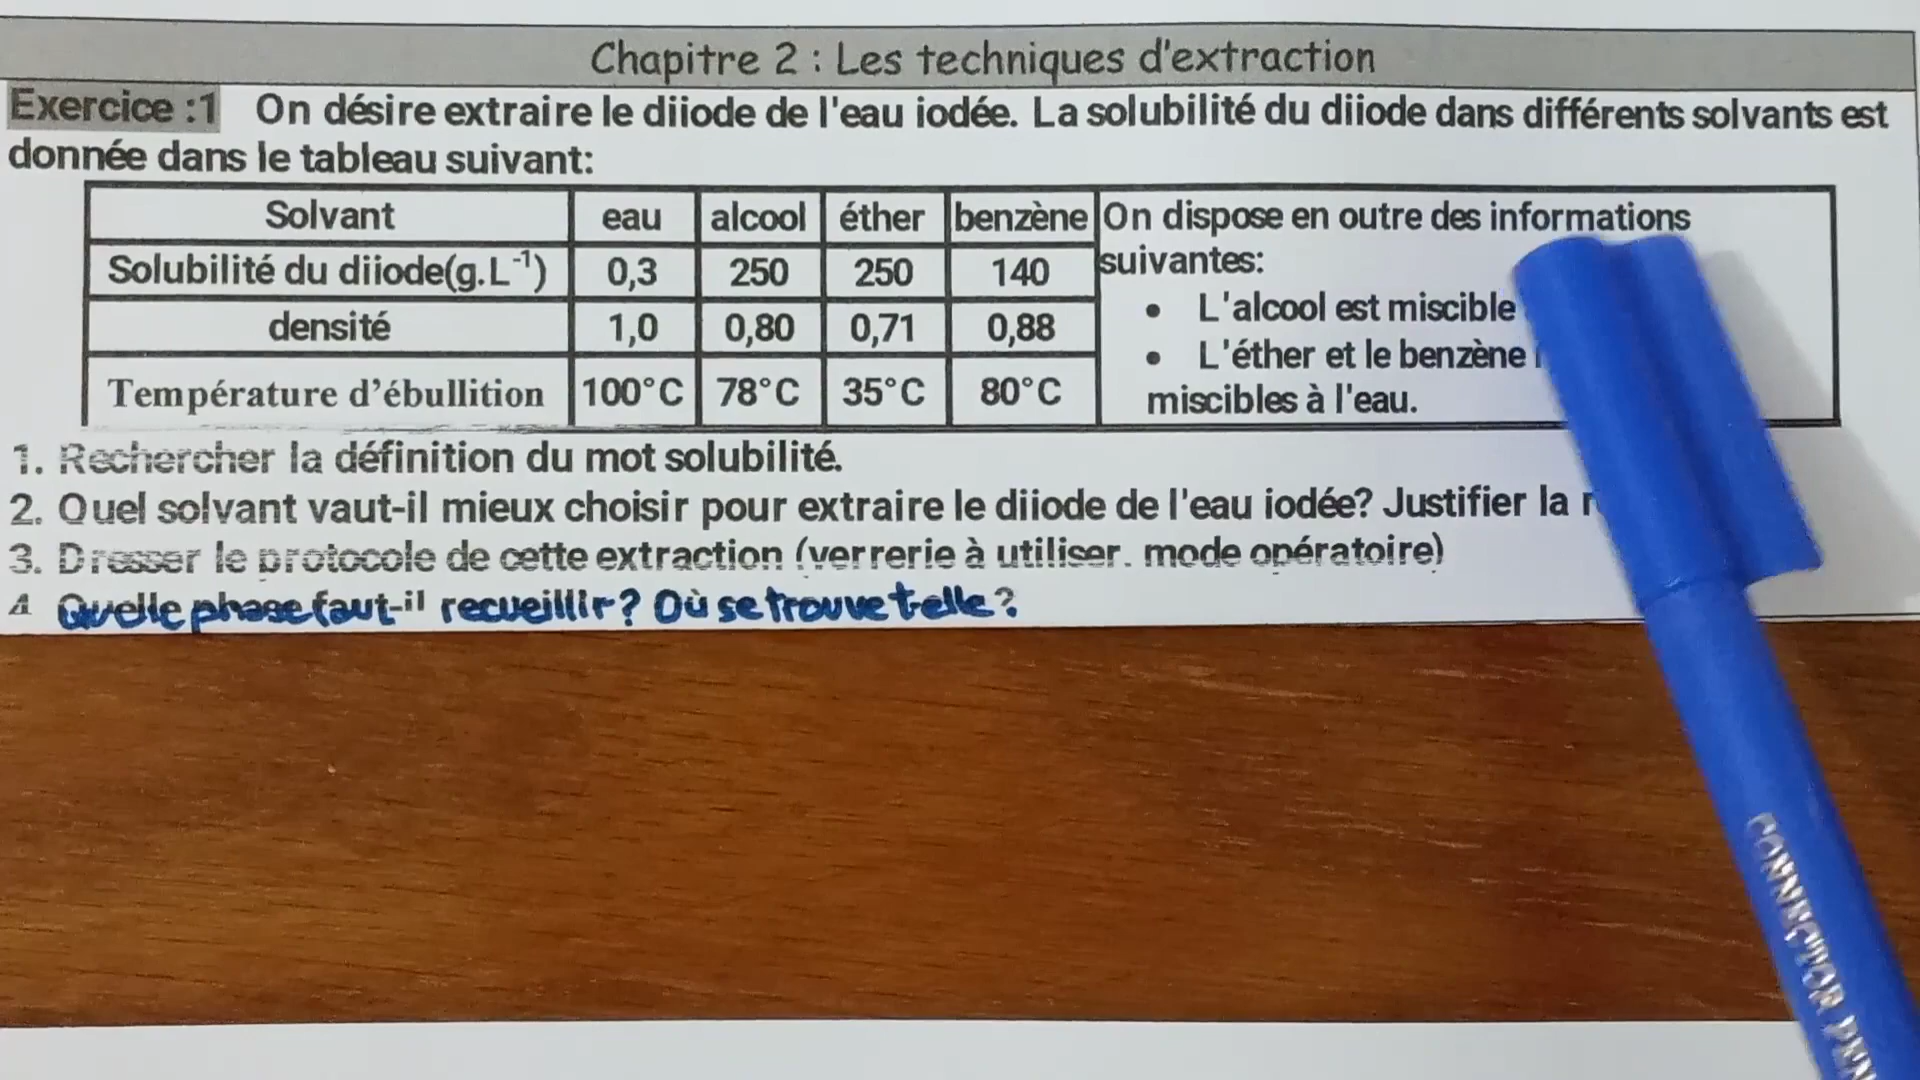 Chapitre 2 : Les techniques d'extraction
Exercice :1 On désire extraire le diiode de l'eau iodée. La solubilité du diiode dans différents solvants est
donnée dans le tableau suivant:
Solvant eau alcool éther benzène
Solubilité du diiode(g.L⁻¹) 0,3 250 250 140
densité 1,0 0,80 0,71 0,88
Température d'ébullition 100°C 78°C 35°C 80°C
On dispose en outre des informations
suivantes:
• L'alcool est miscible
• L'éther et le benzène
miscibles à l'eau.
1. Rechercher la définition du mot solubilité.
2. Quel solvant vaut-il mieux choisir pour extraire le diiode de l'eau iodée? Justifier la
3. Dresser le protocole de cette extraction (verrerie à utiliser. mode opératoire)
4 Quelle phase faut-il recueillir? Où se trouve t-elle?
CONNECTOR PEN